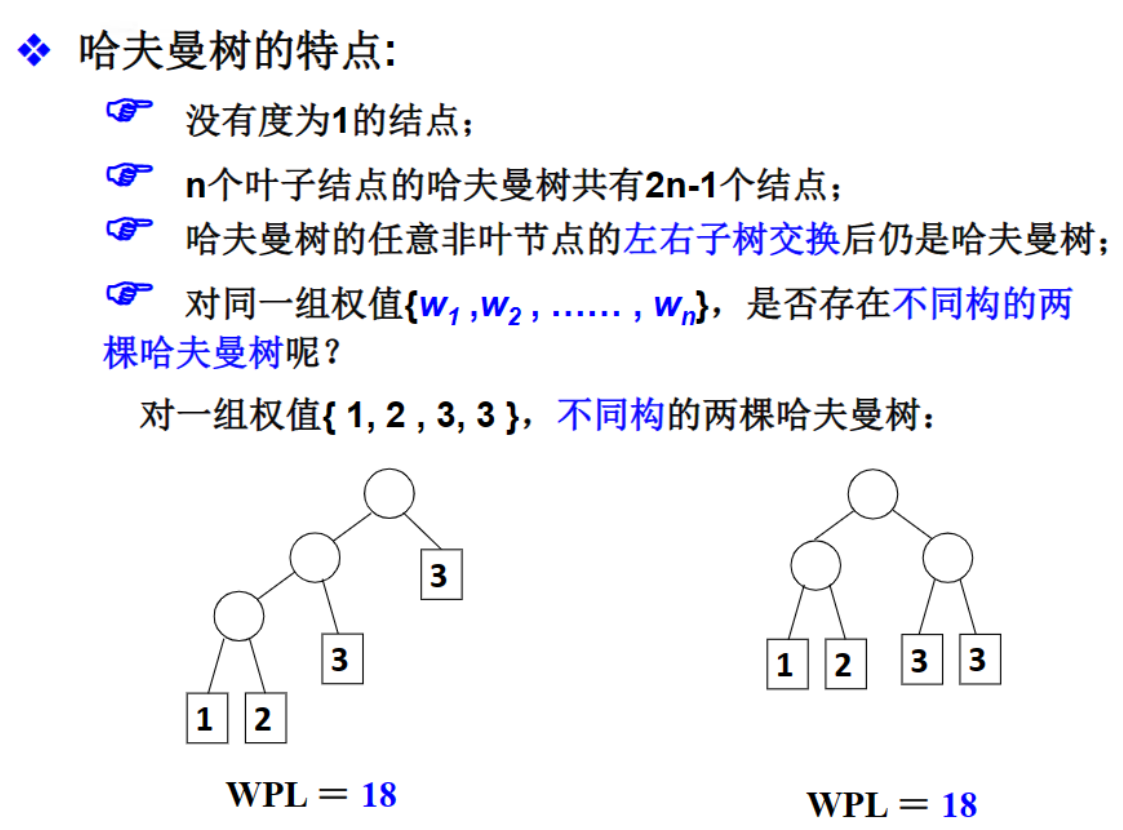 哈夫曼树的特点:
没有度为1的结点；
n个叶子结点的哈夫曼树共有2n-1个结点；
哈夫曼树的任意非叶节点的左右子树交换后仍是哈夫曼树；
对同一组权值{w1 ,w2 , …… , wn}，是否存在不同构的两
棵哈夫曼树呢？
对一组权值{ 1, 2 , 3, 3 }，不同构的两棵哈夫曼树：
3
3
1 2
WPL ＝ 18
1 2 3 3
WPL ＝ 18